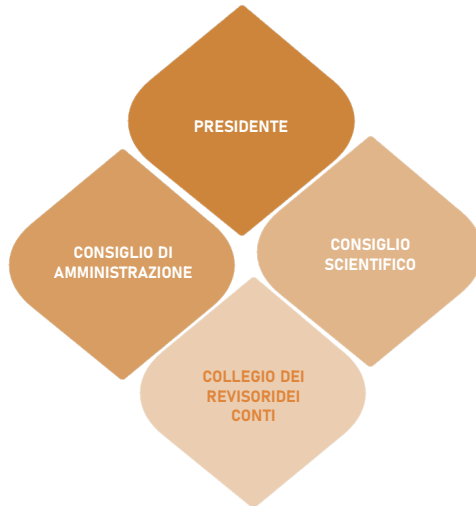 PRESIDENTE
CONSIGLIO DI
AMMINISTRAZIONE
CONSIGLIO
SCIENTIFICO
COLLEGIO DEI
REVISORIDEI
CONTI